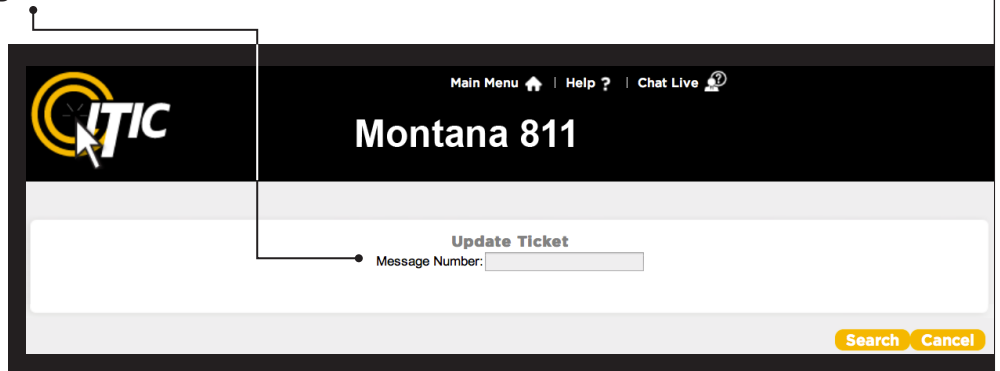 Main Menu | Help ? | Chat Live
ITIC
Montana 811
Update Ticket
Message Number:
Search Cancel